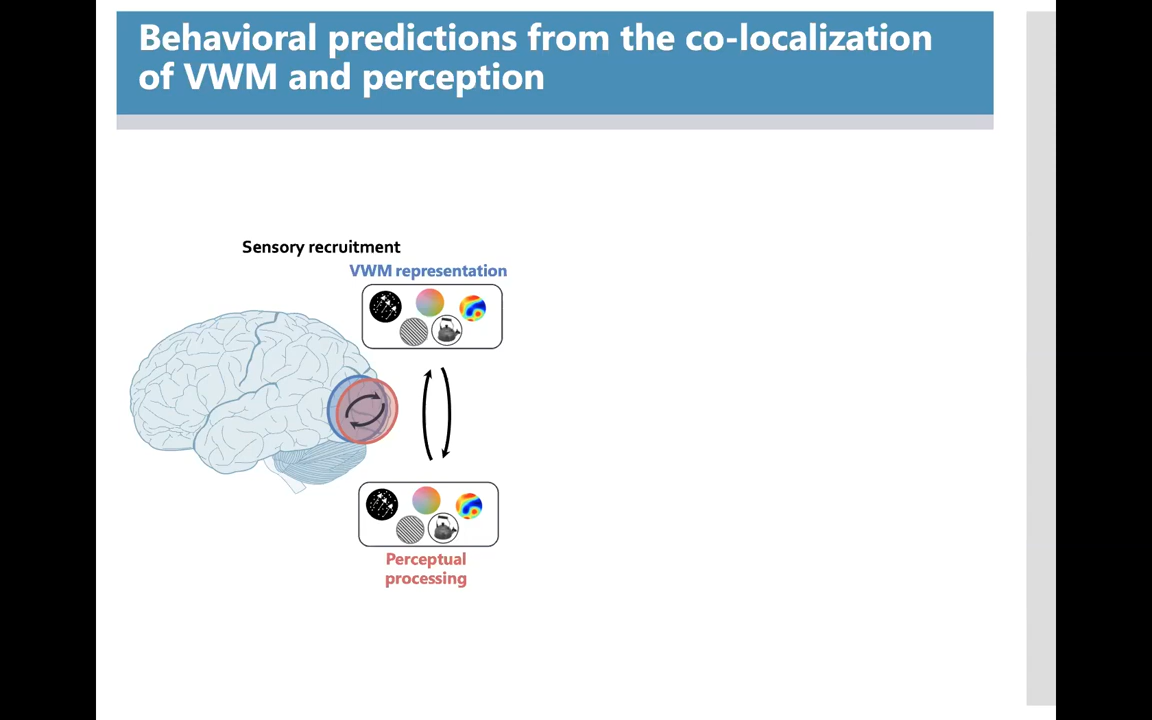 Behavioral predictions from the co-localization
of VWM and perception
Sensory recruitment
VWM representation
Perceptual
processing